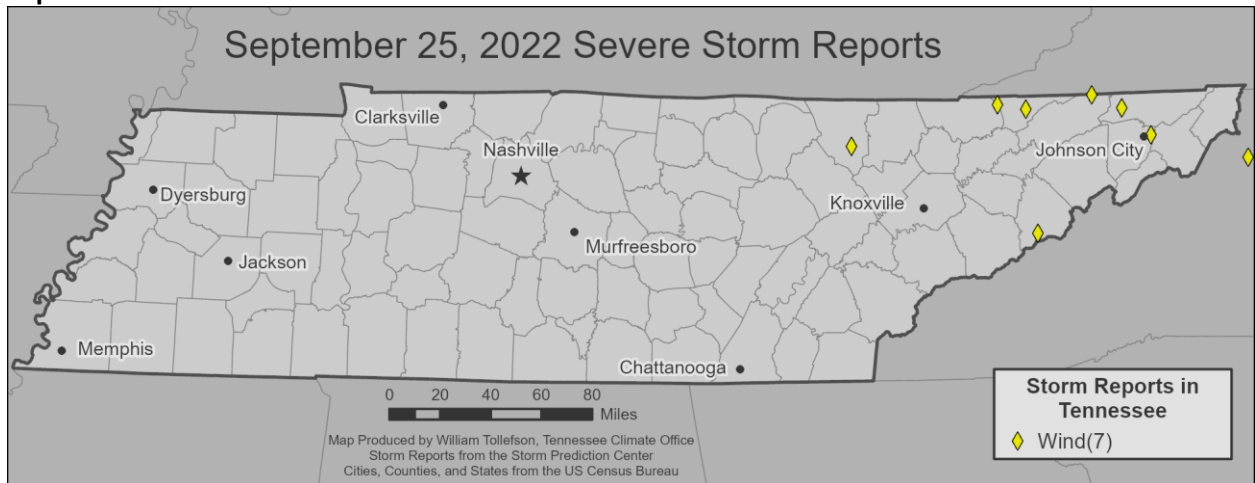 September 25, 2022 Severe Storm Reports
Clarksville
Nashville
Johnson City
Dyersburg
Knoxville
Murfreesboro
Jackson
Memphis
Chattanooga
0 20 40 60 80
Miles
Map Produced by William Tollefson, Tennessee Climate Office
Storm Reports from the Storm Prediction Center
Cities, Counties, and States from the US Census Bureau
Storm Reports in
Tennessee
Wind(7)